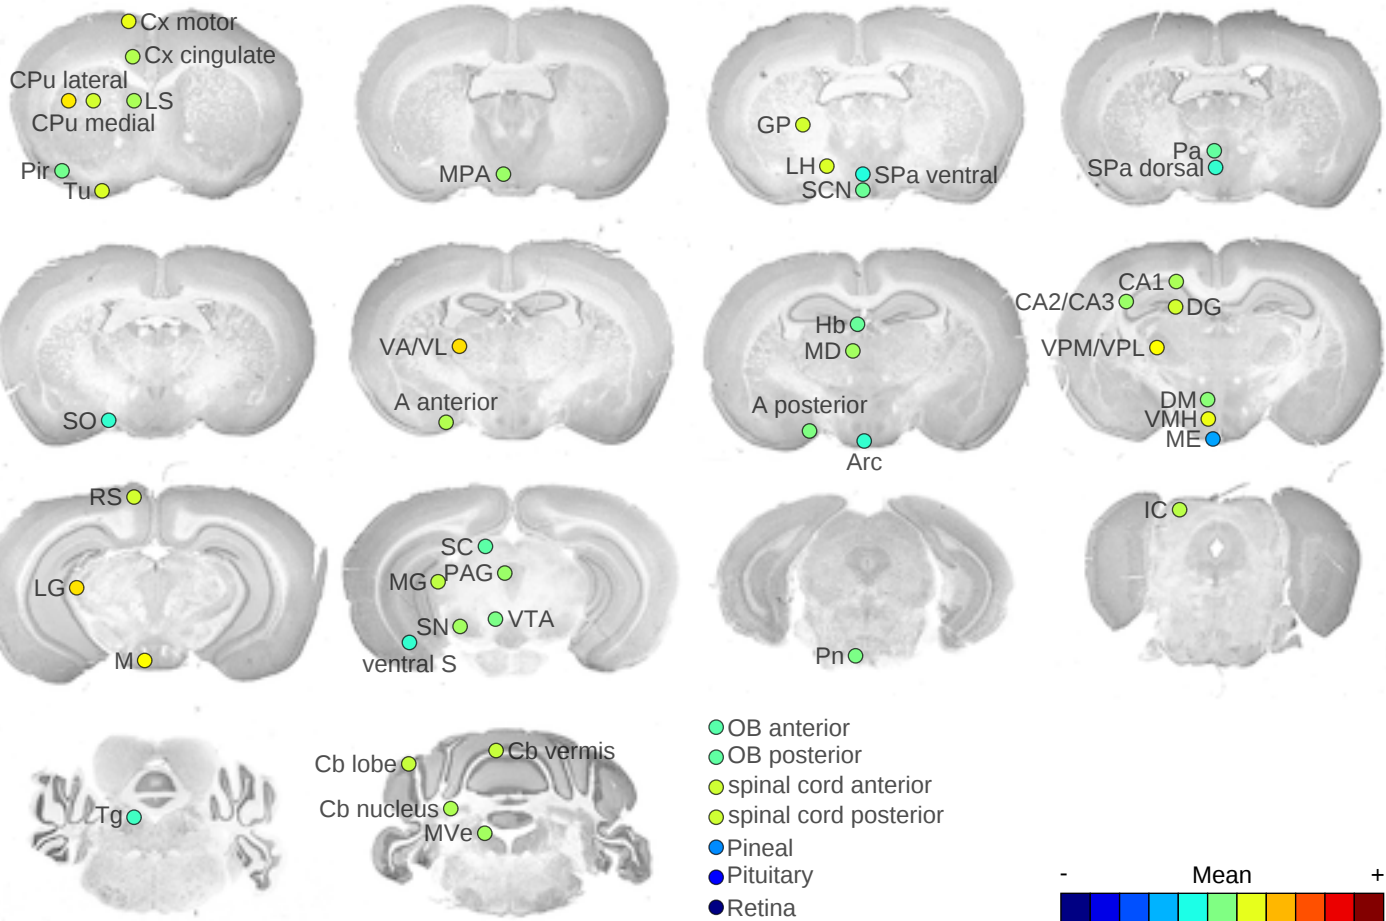 Cx motor
Cx cingulate
CPu lateral
LS
CPu medial
Pir
Tu
MPA
GP
LH
SPa ventral
SCN
Pa
SPa dorsal
SO
VA/VL
A anterior
Hb
MD
A posterior
Arc
CA1
CA2/CA3
DG
VPM/VPL
DM
VMH
ME
RS
LG
M
SC
MG
PAG
SN
VTA
ventral S
Pn
IC
Tg
Cb lobe
Cb vermis
Cb nucleus
MVe
OB anterior
OB posterior
spinal cord anterior
spinal cord posterior
Pineal
Pituitary
Retina
- Mean +